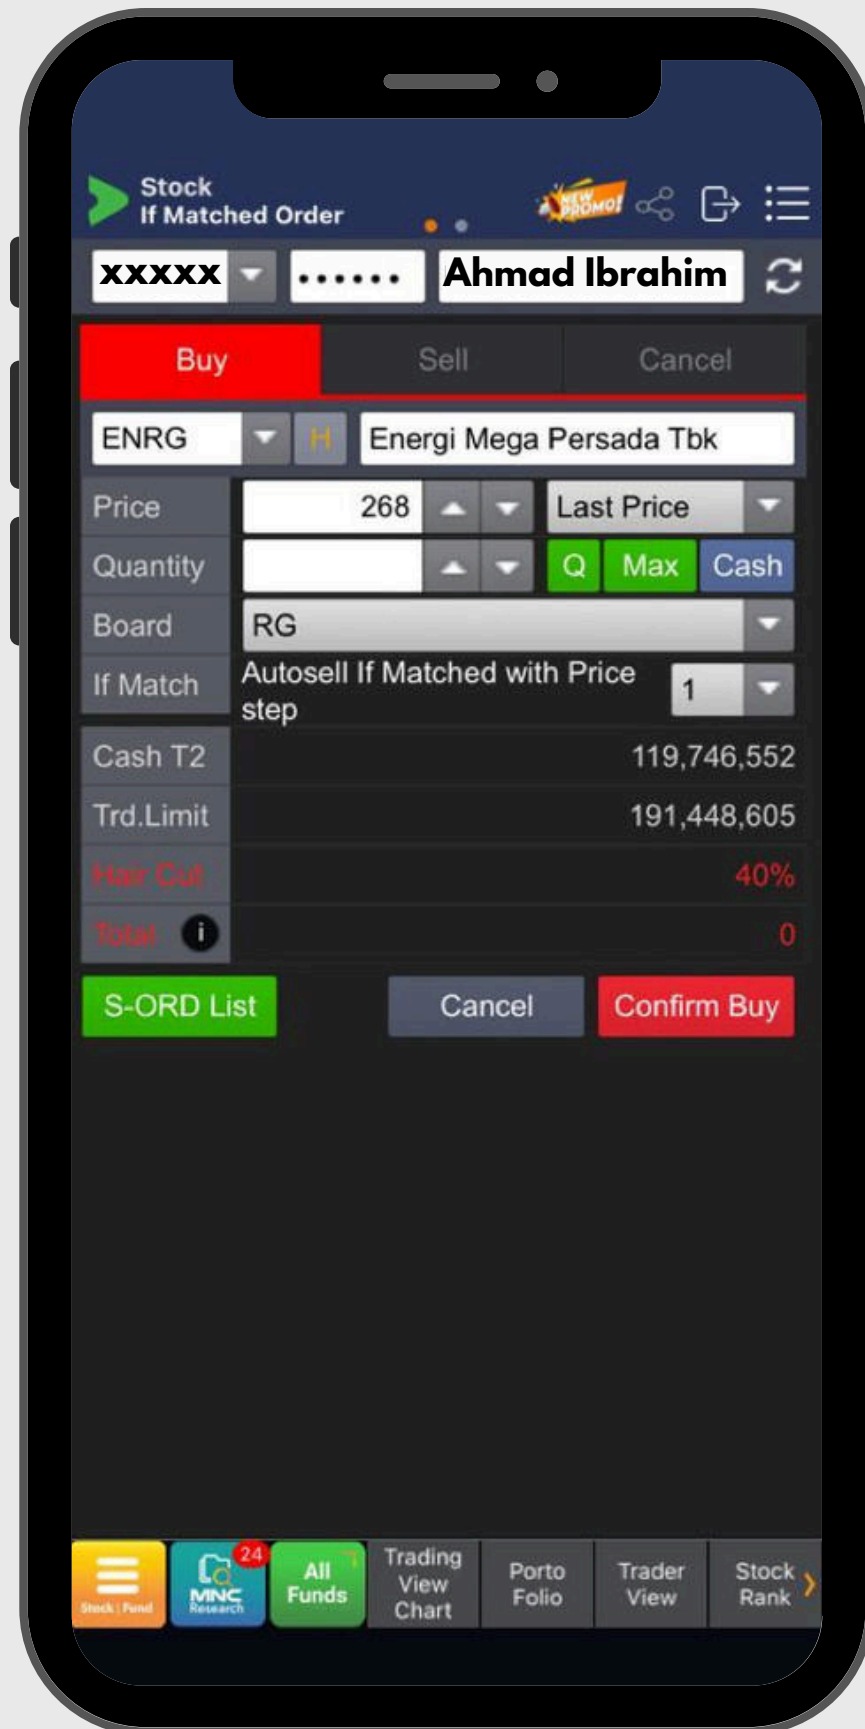 Stock
If Matched Order
NEW PROMO!
xxxxx ...... Ahmad Ibrahim
Buy Sell Cancel
ENRG H Energi Mega Persada Tbk
Price 268 Last Price
Quantity Q Max Cash
Board RG
If Match Autosell If Matched with Price step 1
Cash T2 119,746,552
Trd.Limit 191,448,605
Hair Cut 40%
Total i 0
S-ORD List Cancel Confirm Buy
Stock : Fund
24
MNC
Research
All
Funds
Trading
View
Chart
Porto
Folio
Trader
View
Stock
Rank